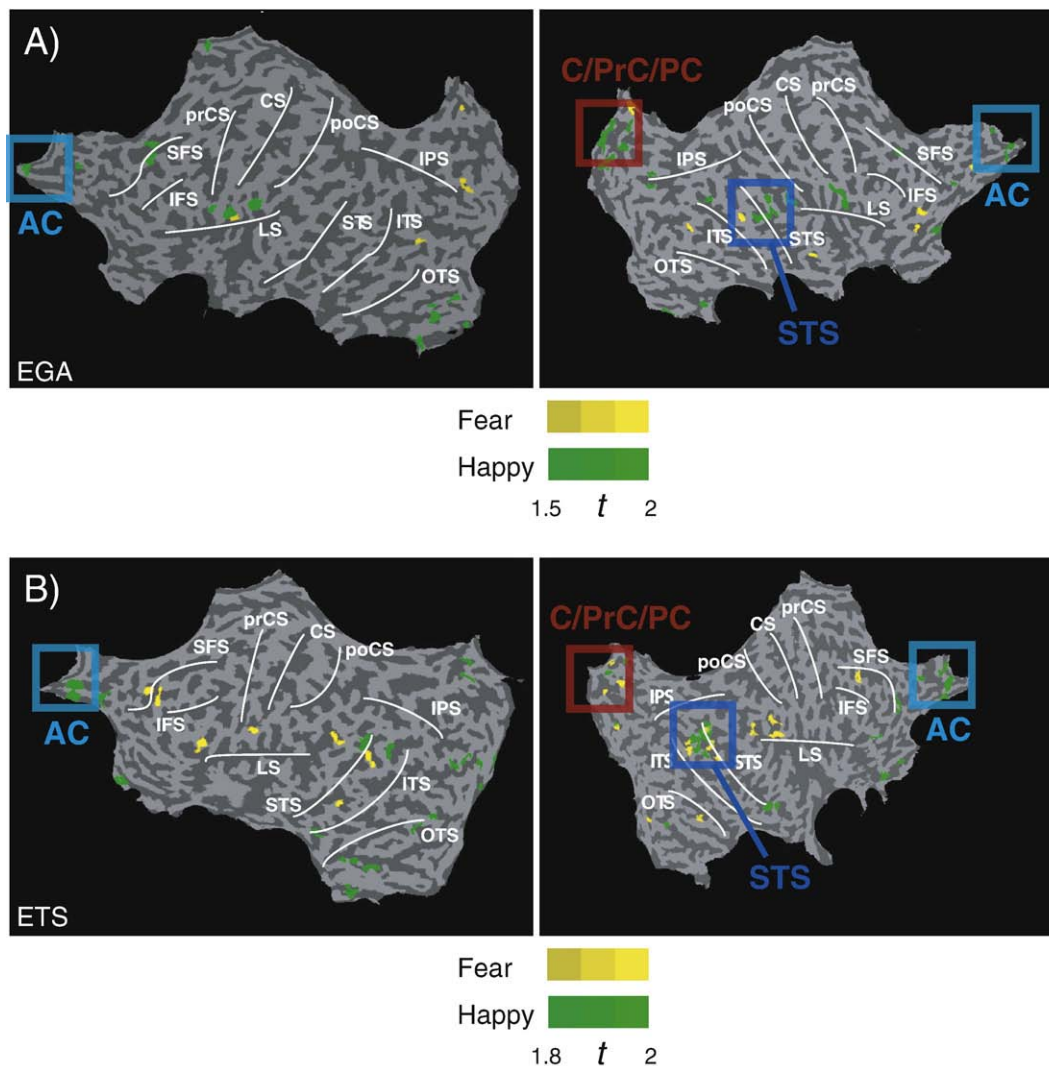 A)
prCS
CS
poCS
SFS
IFS
AC
LS
STS
ITS
IPS
OTS
EGA
C/PrC/PC
CS
prCS
poCS
IPS
SFS
IFS
AC
LS
ITS
STS
OTS
STS
Fear
Happy
1.5 t 2
B)
prCS
CS
poCS
SFS
IFS
AC
LS
IPS
STS
ITS
OTS
ETS
C/PrC/PC
prCS
CS
poCS
SFS
IPS
IFS
AC
ITS
STS
LS
OTS
STS
Fear
Happy
1.8 t 2